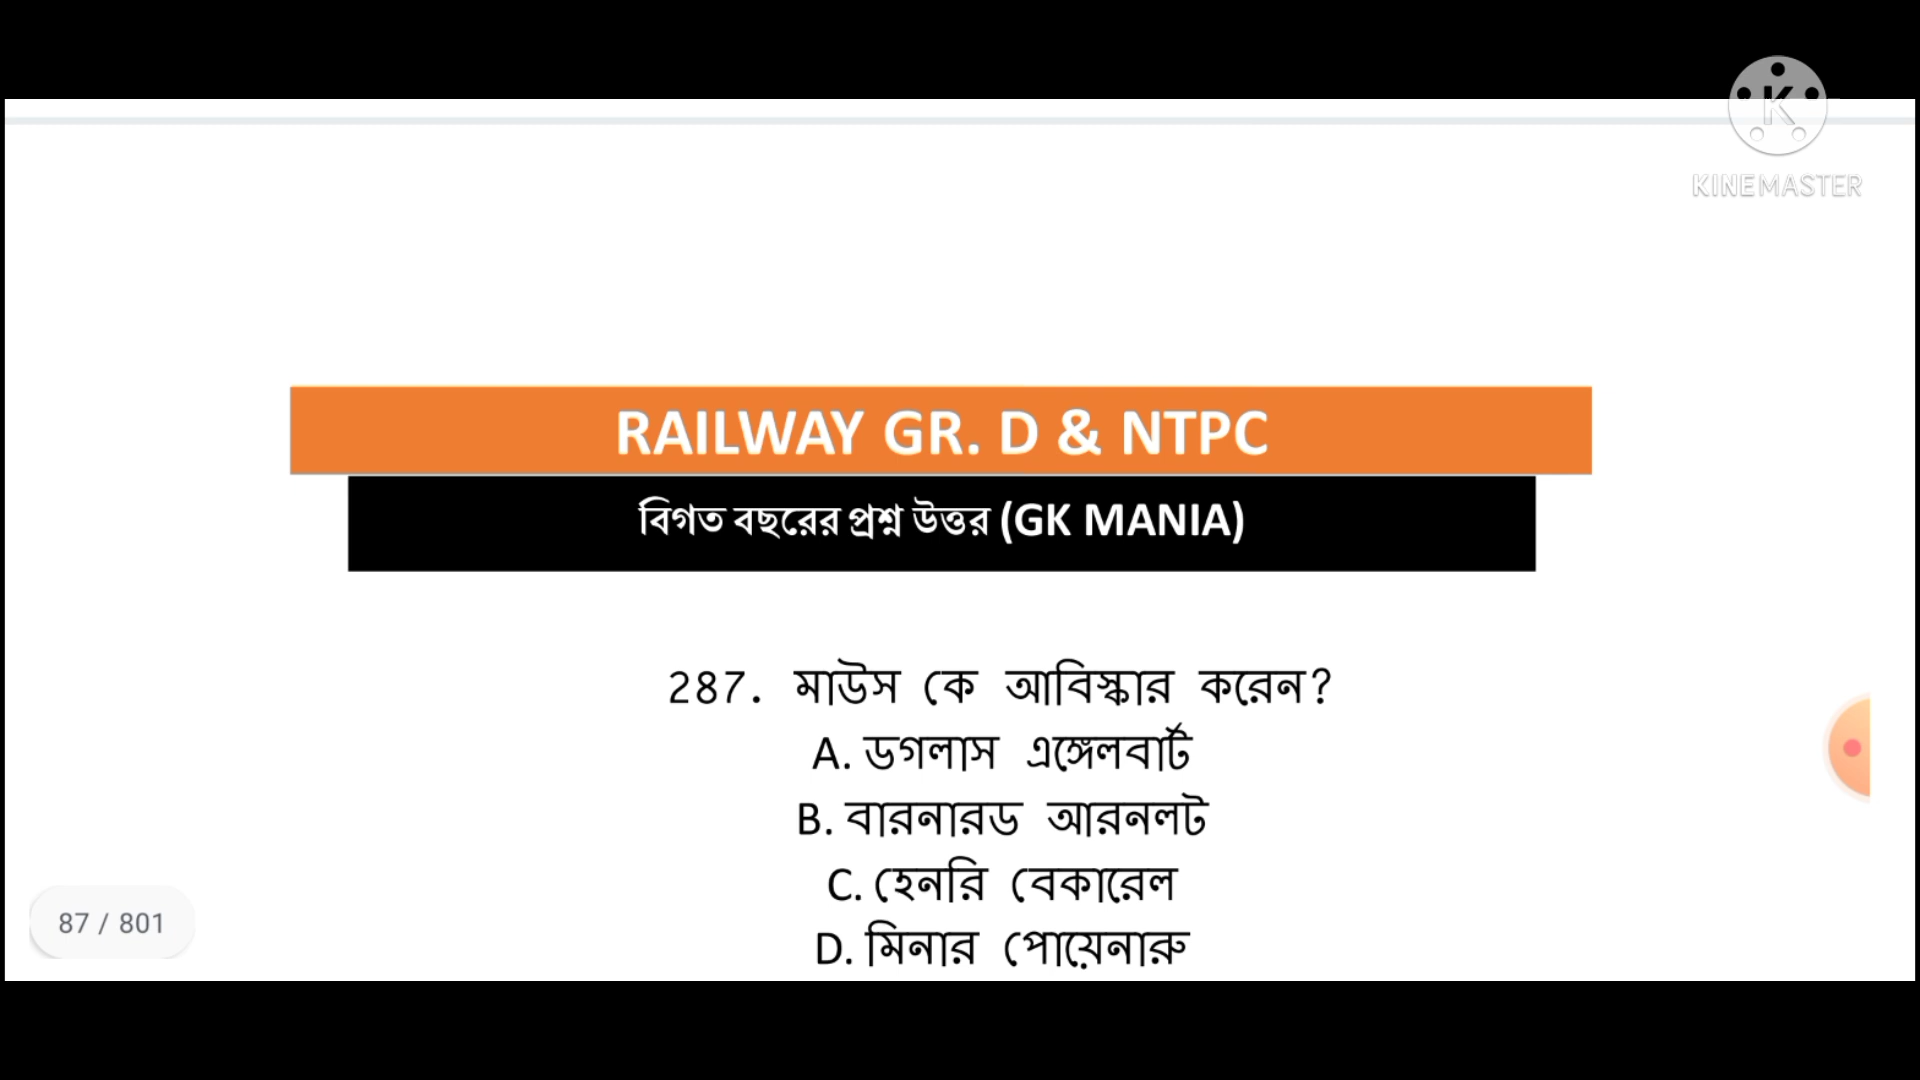 KINEMASTER
RAILWAY GR. D & NTPC
বিগত বছরের প্রশ্ন উত্তর (GK MANIA)
287. মাউস কে আবিস্কার করেন?
A. ডগলাস এঙ্গেলবার্ট
B. বারনারড আরনলট
C. হেনরি বেকারেল
D. মিনার পোয়েনারু
87 / 801